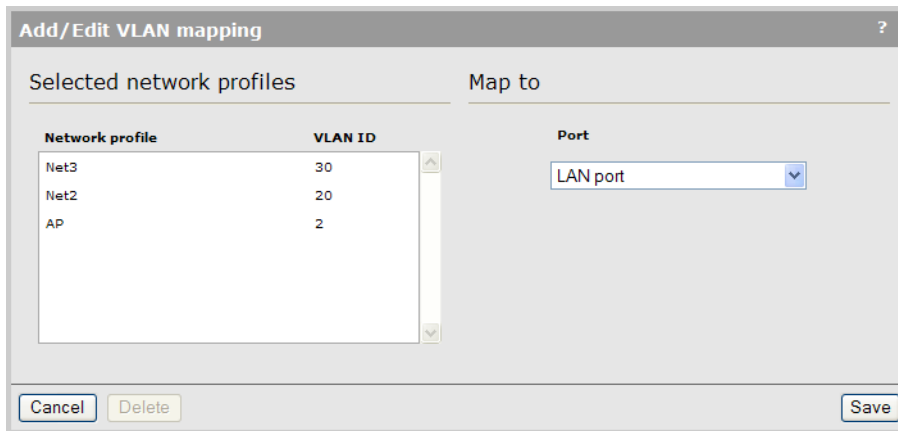 Add/Edit VLAN mapping ?
Selected network profiles
Network profile VLAN ID
Net3 30
Net2 20
AP 2
Map to
Port
LAN port
Cancel Delete Save